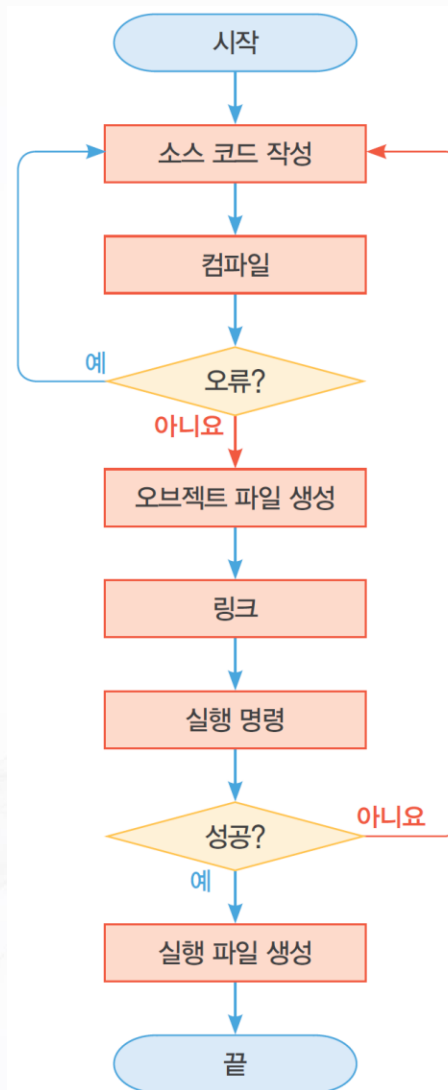 시작
소스 코드 작성
컴파일
예
오류?
아니요
오브젝트 파일 생성
링크
실행 명령
아니요
성공?
예
실행 파일 생성
끝